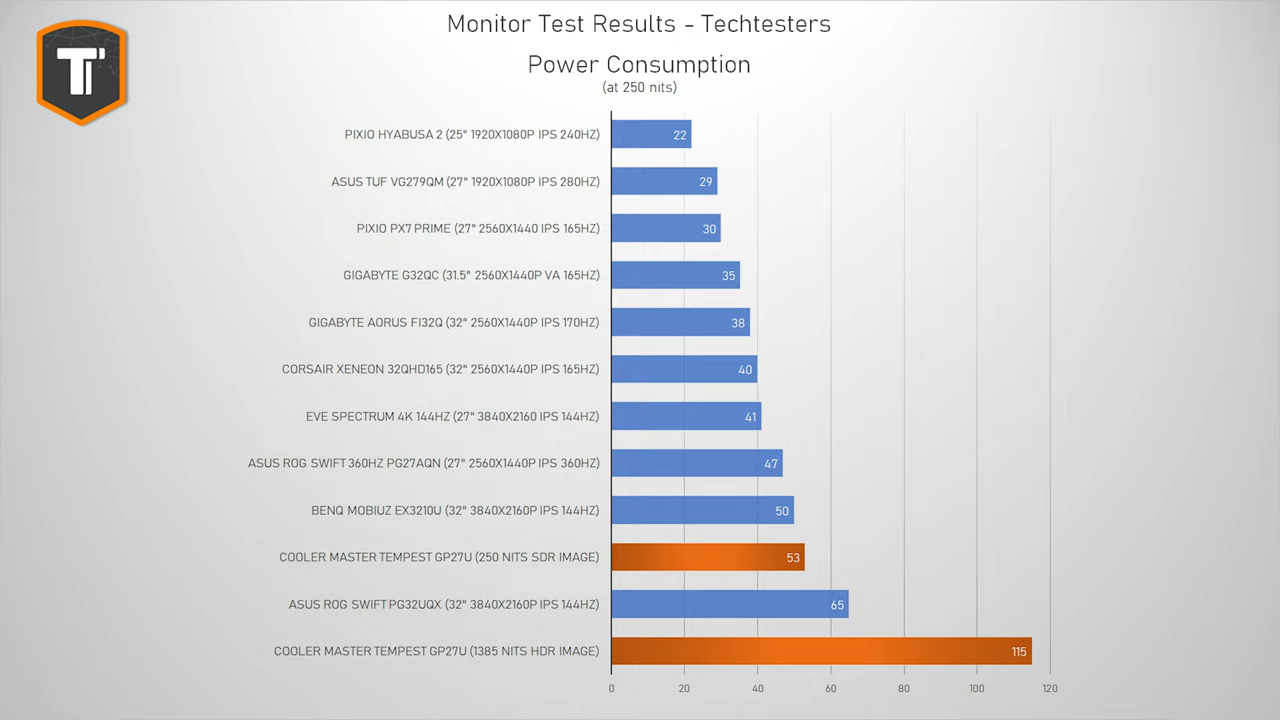 Monitor Test Results - Techtesters
Power Consumption
(at 250 nits)
PIXIO HYABUSA 2 (25" 1920X1080P IPS 240HZ) 22
ASUS TUF VG279QM (27" 1920X1080P IPS 280HZ) 29
PIXIO PX7 PRIME (27" 2560X1440 IPS 165HZ) 30
GIGABYTE G32QC (31.5" 2560X1440P VA 165HZ) 35
GIGABYTE AORUS FI32Q (32" 2560X1440P IPS 170HZ) 38
CORSAIR XENEON 32QHD165 (32" 2560X1440P IPS 165HZ) 40
EVE SPECTRUM 4K 144HZ (27" 3840X2160 IPS 144HZ) 41
ASUS ROG SWIFT 360HZ PG27AQN (27" 2560X1440P IPS 360HZ) 47
BENQ MOBIUZ EX3210U (32" 3840X2160P IPS 144HZ) 50
COOLER MASTER TEMPEST GP27U (250 NITS SDR IMAGE) 53
ASUS ROG SWIFT PG32UQX (32" 3840X2160P IPS 144HZ) 65
COOLER MASTER TEMPEST GP27U (1385 NITS HDR IMAGE) 115
0 20 40 60 80 100 120